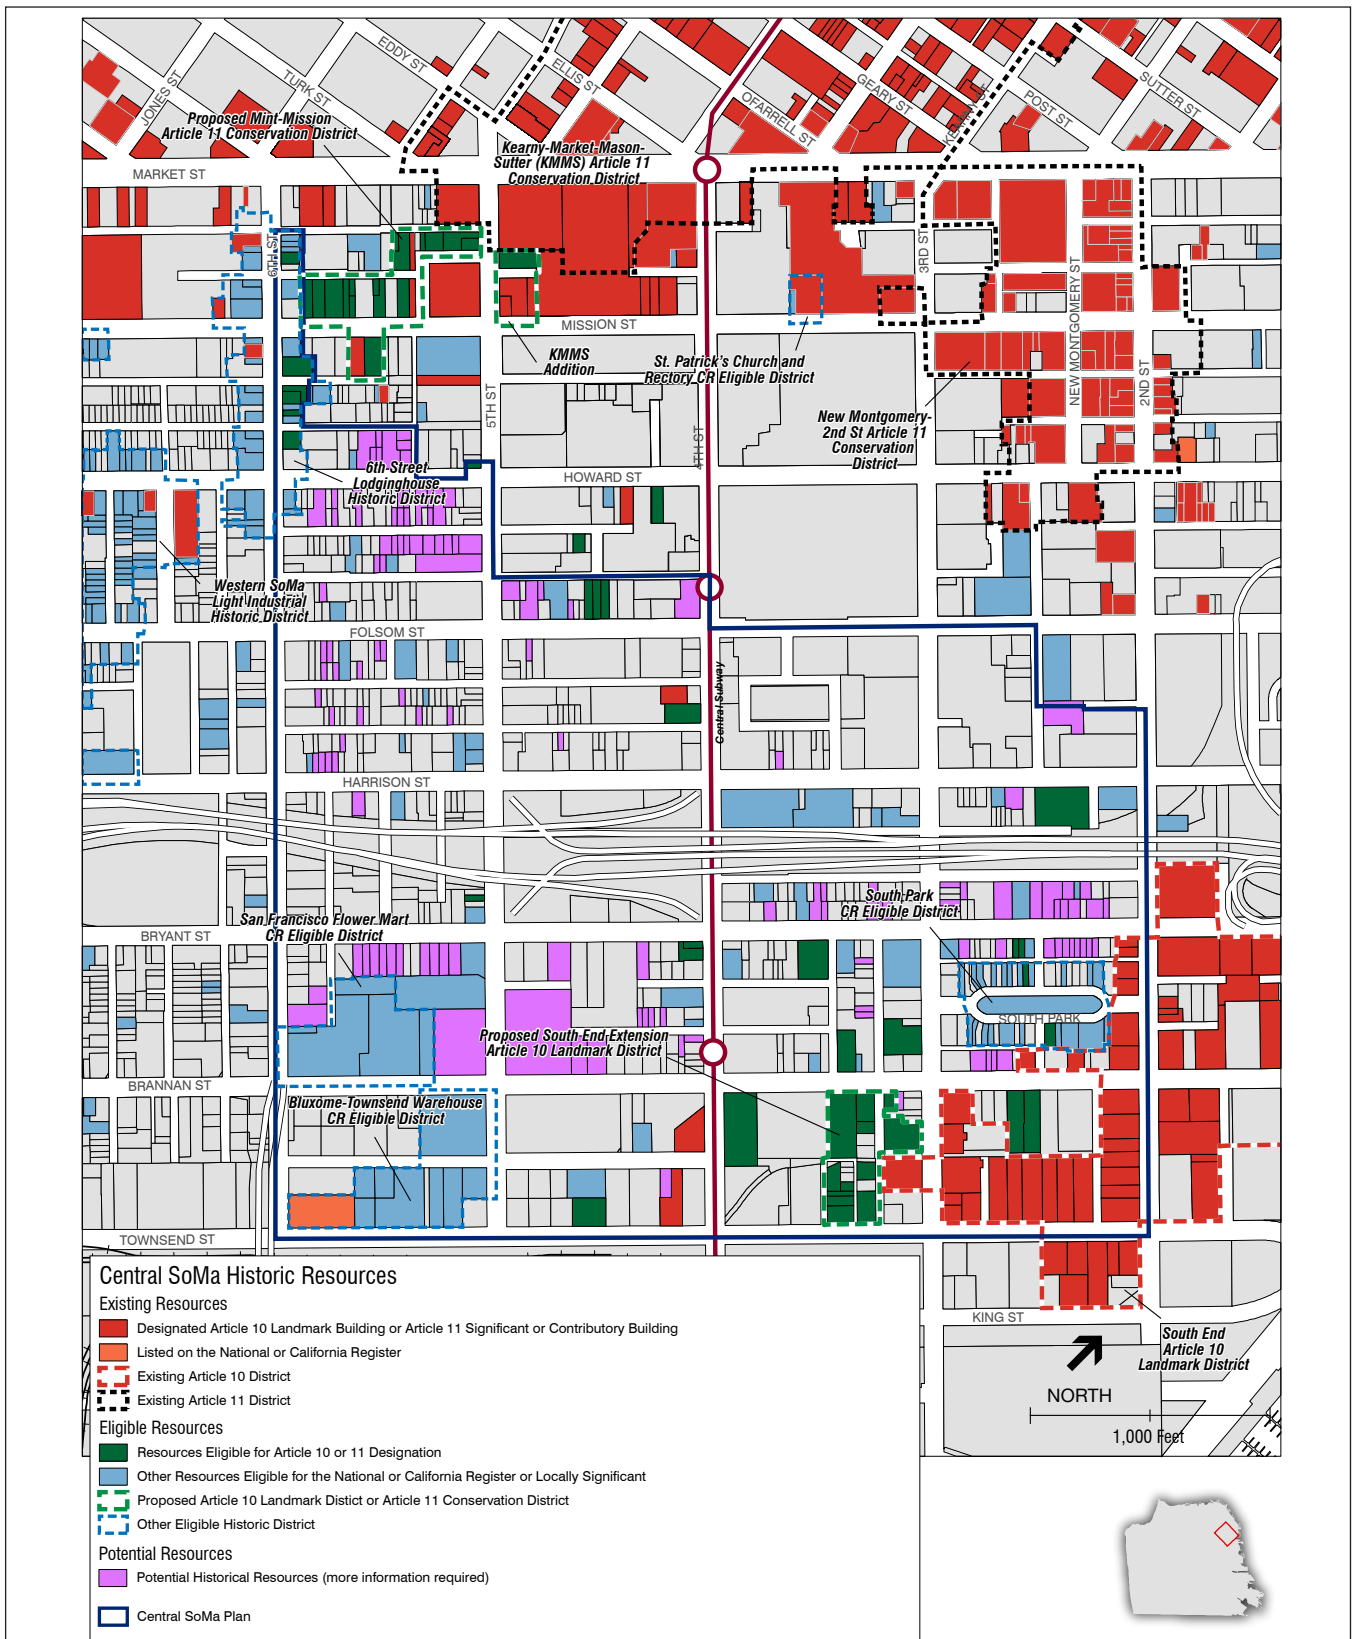 EDDY ST
ELLIS ST
JONES ST
TURK ST
OFARRELL ST
GEARY ST
KEARNY ST
POST ST
SUTTER ST
Proposed Mint-Mission
Article 11 Conservation District
Kearny-Market-Mason-
Sutter (KMMS) Article 11
Conservation District
MARKET ST
6TH ST
3RD ST
NEW MONTGOMERY ST
2ND ST
MISSION ST
KMMS
Addition
St. Patrick's Church and
Rectory CR Eligible District
5TH ST
4TH ST
New Montgomery-
2nd St Article 11
Conservation
District
6th Street
Lodginghouse
Historic District
HOWARD ST
Western SoMa
Light Industrial
Historic District
FOLSOM ST
Central Subway
HARRISON ST
South Park
CR Eligible District
San Francisco Flower Mart
CR Eligible District
BRYANT ST
SOUTH PARK
Proposed South End Extension
Article 10 Landmark District
BRANNAN ST
Bluxome-Townsend Warehouse
CR Eligible District
TOWNSEND ST
KING ST
South End
Article 10
Landmark District
NORTH
1,000 Feet
Central SoMa Historic Resources
Existing Resources
Designated Article 10 Landmark Building or Article 11 Significant or Contributory Building
Listed on the National or California Register
Existing Article 10 District
Existing Article 11 District
Eligible Resources
Resources Eligible for Article 10 or 11 Designation
Other Resources Eligible for the National or California Register or Locally Significant
Proposed Article 10 Landmark Distict or Article 11 Conservation District
Other Eligible Historic District
Potential Resources
Potential Historical Resources (more information required)
Central SoMa Plan